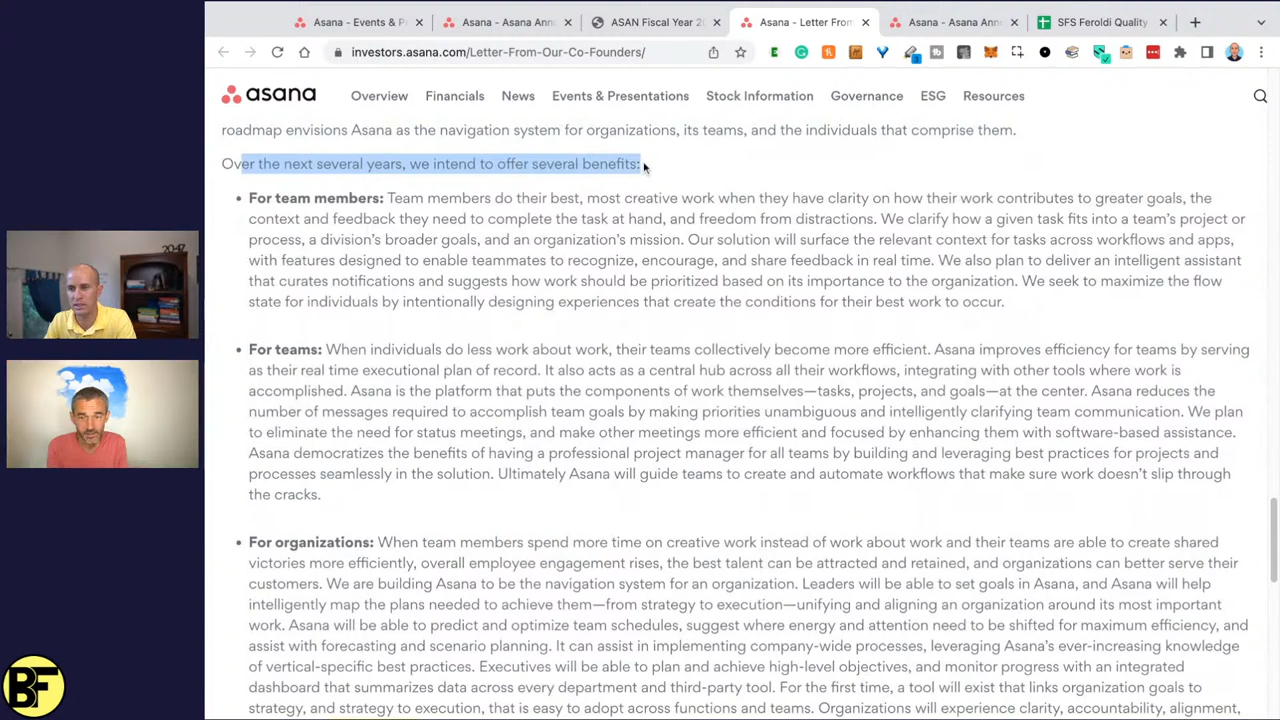 Asana - Events & P
Asana - Asana Ann
ASAN Fiscal Year 20
Asana - Letter From
Asana - Asana Ann
SFS Feroldi Quality
investors.asana.com/Letter-From-Our-Co-Founders/
asana
Overview
Financials
News
Events & Presentations
Stock Information
Governance
ESG
Resources
roadmap envisions Asana as the navigation system for organizations, its teams, and the individuals that comprise them.
Over the next several years, we intend to offer several benefits:
• For team members: Team members do their best, most creative work when they have clarity on how their work contributes to greater goals, the
context and feedback they need to complete the task at hand, and freedom from distractions. We clarify how a given task fits into a team’s project or
process, a division’s broader goals, and an organization’s mission. Our solution will surface the relevant context for tasks across workflows and apps,
with features designed to enable teammates to recognize, encourage, and share feedback in real time. We also plan to deliver an intelligent assistant
that curates notifications and suggests how work should be prioritized based on its importance to the organization. We seek to maximize the flow
state for individuals by intentionally designing experiences that create the conditions for their best work to occur.
• For teams: When individuals do less work about work, their teams collectively become more efficient. Asana improves efficiency for teams by serving
as their real time executional plan of record. It also acts as a central hub across all their workflows, integrating with other tools where work is
accomplished. Asana is the platform that puts the components of work themselves—tasks, projects, and goals—at the center. Asana reduces the
number of messages required to accomplish team goals by making priorities unambiguous and intelligently clarifying team communication. We plan
to eliminate the need for status meetings, and make other meetings more efficient and focused by enhancing them with software-based assistance.
Asana democratizes the benefits of having a professional project manager for all teams by building and leveraging best practices for projects and
processes seamlessly in the solution. Ultimately Asana will guide teams to create and automate workflows that make sure work doesn’t slip through
the cracks.
• For organizations: When team members spend more time on creative work instead of work about work and their teams are able to create shared
victories more efficiently, overall employee engagement rises, the best talent can be attracted and retained, and organizations can better serve their
customers. We are building Asana to be the navigation system for an organization. Leaders will be able to set goals in Asana, and Asana will help
intelligently map the plans needed to achieve them—from strategy to execution—unifying and aligning an organization around its most important
work. Asana will be able to predict and optimize team schedules, suggest where energy and attention need to be shifted for maximum efficiency, and
assist with forecasting and scenario planning. It can assist in implementing company-wide processes, leveraging Asana’s ever-increasing knowledge
of vertical-specific best practices. Executives will be able to plan and achieve high-level objectives, and monitor progress with an integrated
dashboard that summarizes data across every department and third-party tool. For the first time, a tool will exist that links organization goals to
strategy, and strategy to execution, that is easy to adopt across functions and teams. Organizations will experience clarity, accountability, alignment,
BF